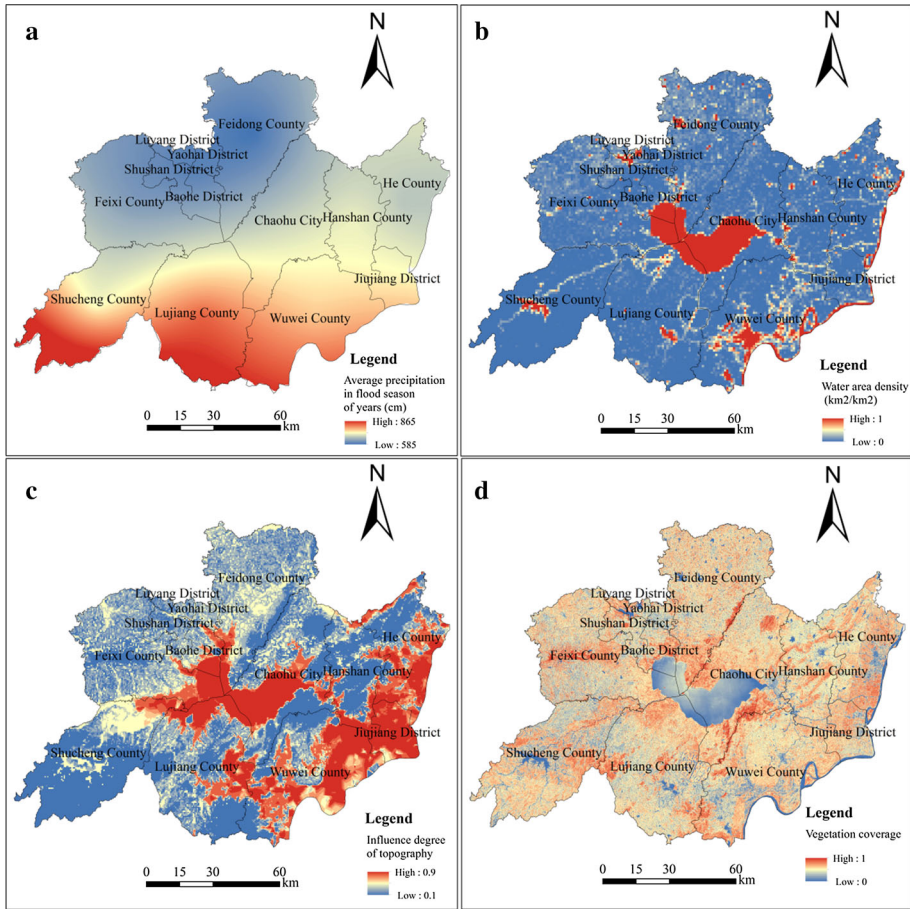 a
N
Feidong County
Luyang District
Yaohai District
Shushan District
He County
Feixi County
Baohe District
Chaohu City
Hanshan County
Jiujiang District
Shucheng County
Lujiang County
Wuwei County
Legend
Average precipitation
in flood season
of years (cm)
High : 865
Low : 585
0 15 30 60
km
b
N
Feidong County
Luyang District
Yaohai District
Shushan District
He County
Feixi County
Baohe District
Chaohu City
Hanshan County
Jiujiang District
Shucheng County
Lujiang County
Wuwei County
Legend
Water area density
(km2/km2)
High : 1
Low : 0
0 15 30 60
km
c
N
Feidong County
Luyang District
Yaohai District
Shushan District
He County
Feixi County
Baohe District
Chaohu City
Hanshan County
Jiujiang District
Shucheng County
Lujiang County
Wuwei County
Legend
Influence degree
of topography
High : 0.9
Low : 0.1
0 15 30 60
km
d
N
Feidong County
Luyang District
Yaohai District
Shushan District
He County
Feixi County
Baohe District
Chaohu City
Hanshan County
Jiujiang District
Shucheng County
Lujiang County
Wuwei County
Legend
Vegetation coverage
High : 1
Low : 0
0 15 30 60
km